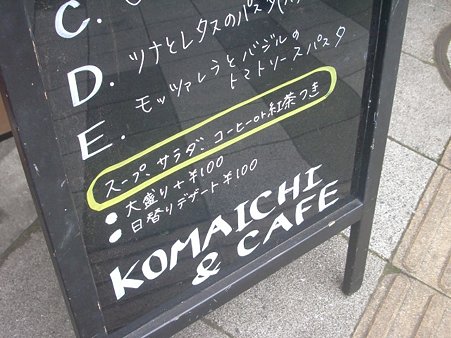 C.
D. ツナとレタスのパスタ
E. モッツァレラとバジルの
トマトソースパスタ
スープ、サラダ、コーヒーor紅茶つき
● 大盛り+¥100
● 日替りデザート¥100
KOMAICHI
& CAFE